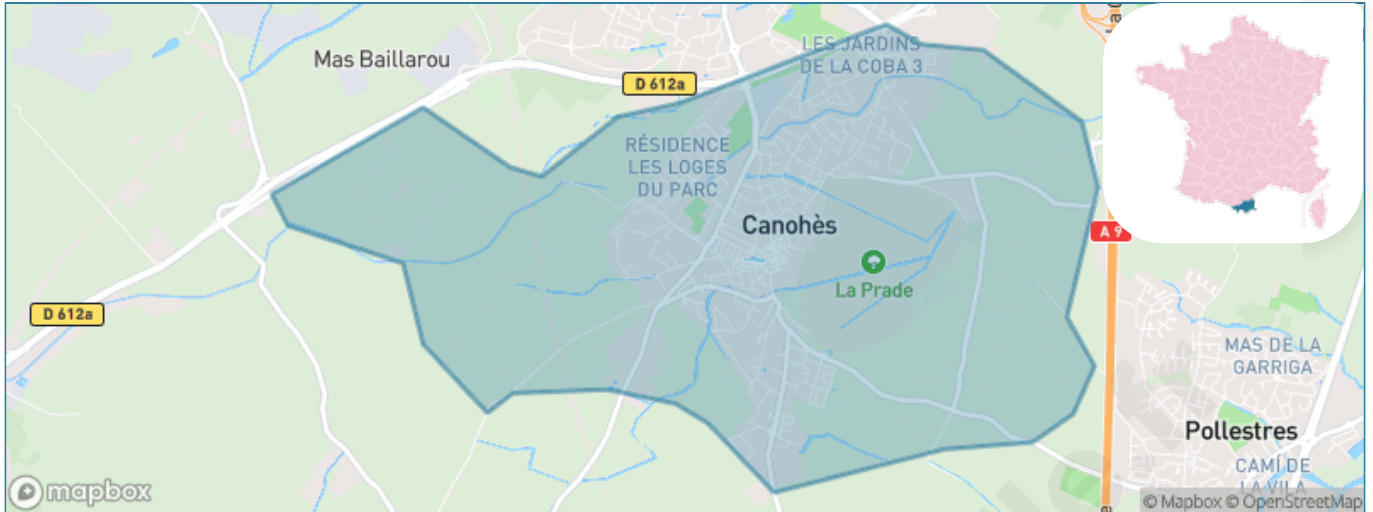 LES JARDINS
DE LA COBA 3
Mas Baillarou
D 612a
RÉSIDENCE
LES LOGES
DU PARC
Canohès
A 9
La Prade
D 612a
MAS DE LA
GARRIGA
Pollestres
CAMÍ DE
LA VILA
mapbox
© Mapbox © OpenStreetMap